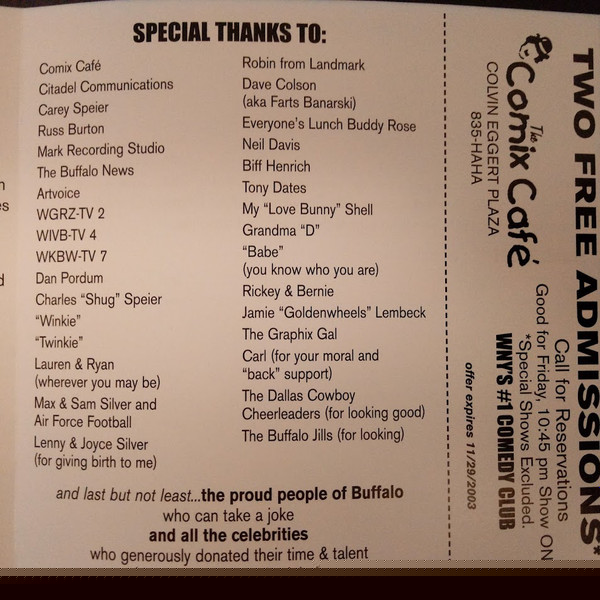 SPECIAL THANKS TO:
Comix Café
Citadel Communications
Carey Speier
Russ Burton
Mark Recording Studio
The Buffalo News
Artvoice
WGRZ-TV 2
WIVB-TV 4
WKBW-TV 7
Dan Pordum
Charles “Shug” Speier
“Winkie”
“Twinkie”
Lauren & Ryan
(wherever you may be)
Max & Sam Silver and
Air Force Football
Lenny & Joyce Silver
(for giving birth to me)
Robin from Landmark
Dave Colson
(aka Farts Banarski)
Everyone's Lunch Buddy Rose
Neil Davis
Biff Henrich
Tony Dates
My “Love Bunny” Shell
Grandma “D”
“Babe”
(you know who you are)
Rickey & Bernie
Jamie “Goldenwheels” Lembeck
The Graphix Gal
Carl (for your moral and
“back” support)
The Dallas Cowboy
Cheerleaders (for looking good)
The Buffalo Jills (for looking)
and last but not least...the proud people of Buffalo
who can take a joke
and all the celebrities
who generously donated their time & talent
TWO FREE ADMISSIONS*
The
Comix Café
COLVIN EGGERT PLAZA
835-HAHA
Call for Reservations
Good for Friday, 10:45 pm Show ON
*Special Shows Excluded.
WNY'S #1 COMEDY CLUB
offer expires 11/29/2003